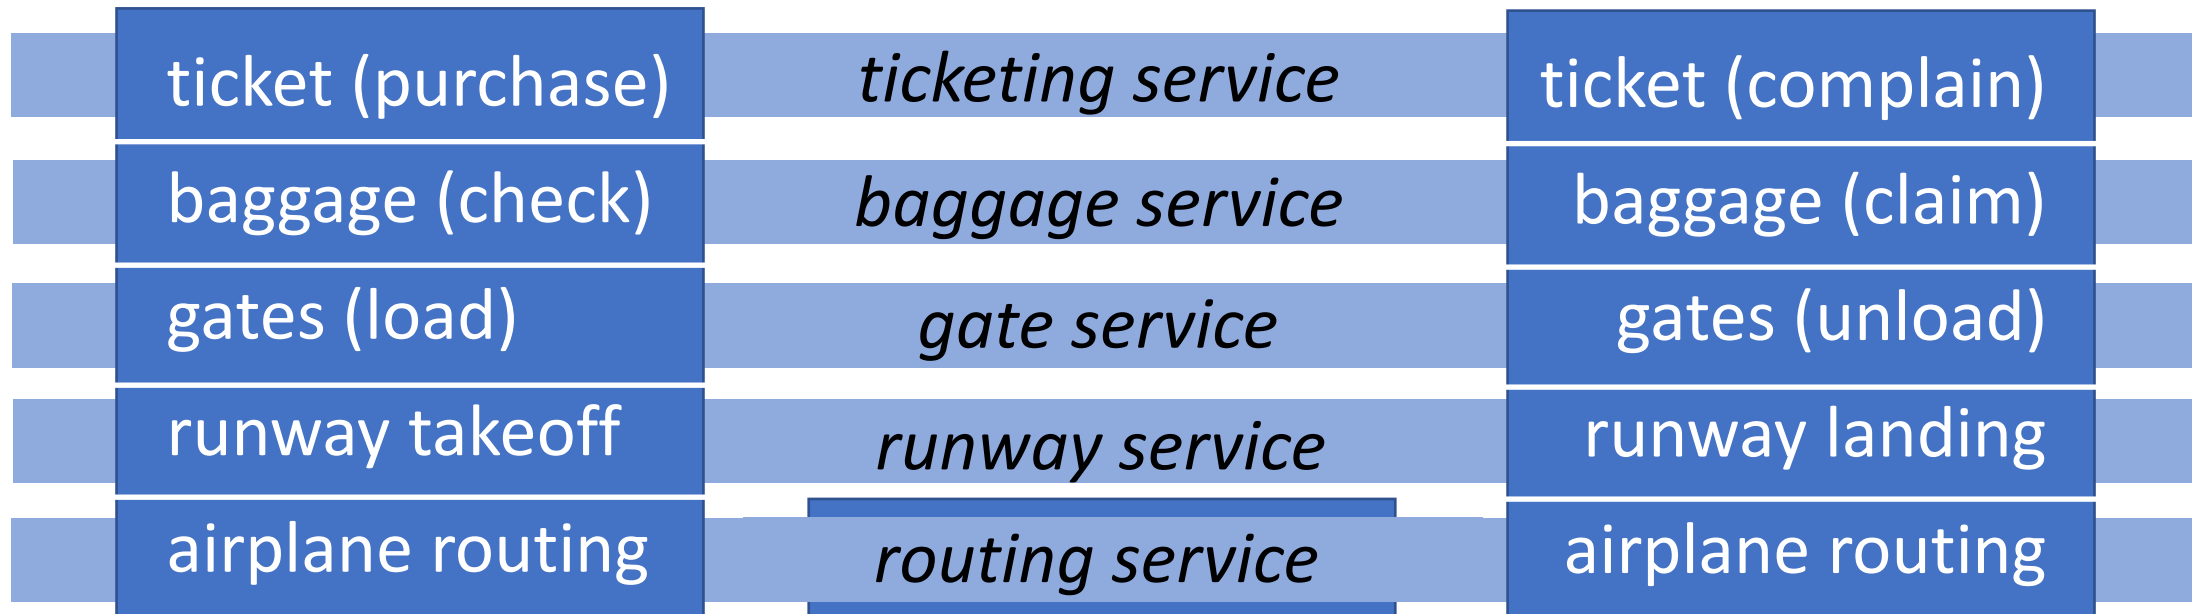 ticket (purchase) ticketing service ticket (complain)
baggage (check) baggage service baggage (claim)
gates (load) gate service gates (unload)
runway takeoff runway service runway landing
airplane routing routing service airplane routing